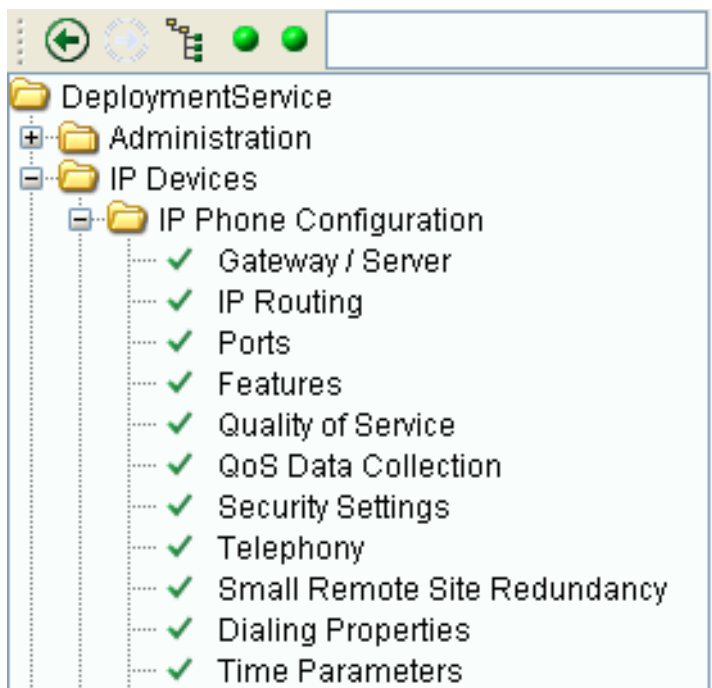 DeploymentService
Administration
IP Devices
IP Phone Configuration
Gateway / Server
IP Routing
Ports
Features
Quality of Service
QoS Data Collection
Security Settings
Telephony
Small Remote Site Redundancy
Dialing Properties
Time Parameters